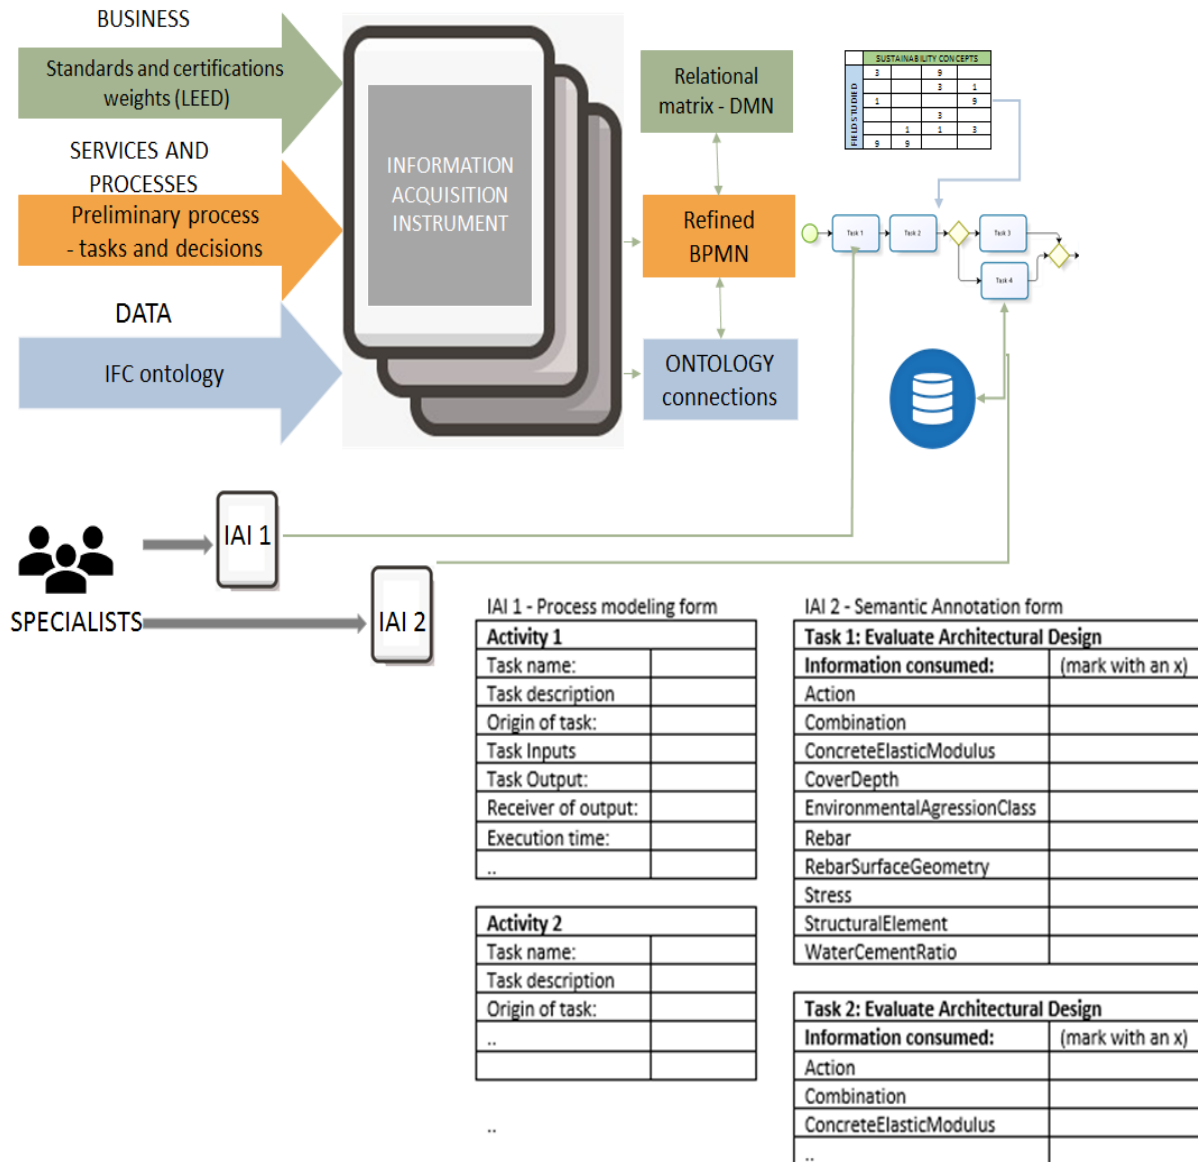 BUSINESS
Standards and certifications
weights (LEED)
SERVICES AND
PROCESSES
Preliminary process
- tasks and decisions
DATA
IFC ontology
INFORMATION
ACQUISITION
INSTRUMENT
Relational
matrix - DMN
Refined
BPMN
ONTOLOGY
connections
SUSTAINABILITY CONCEPTS
FIELD STUDIED
3 9
3 1
1 9
3
1 1 3
9 9
Task 1
Task 2
Task 3
Task 4
SPECIALISTS
IAI 1
IAI 2
IAI 1 - Process modeling form
Activity 1
Task name:
Task description
Origin of task:
Task Inputs
Task Output:
Receiver of output:
Execution time:
..
Activity 2
Task name:
Task description
Origin of task:
..
..
IAI 2 - Semantic Annotation form
Task 1: Evaluate Architectural Design
Information consumed: (mark with an x)
Action
Combination
ConcreteElasticModulus
CoverDepth
EnvironmentalAgressionClass
Rebar
RebarSurfaceGeometry
Stress
StructuralElement
WaterCementRatio
Task 2: Evaluate Architectural Design
Information consumed: (mark with an x)
Action
Combination
ConcreteElasticModulus
..